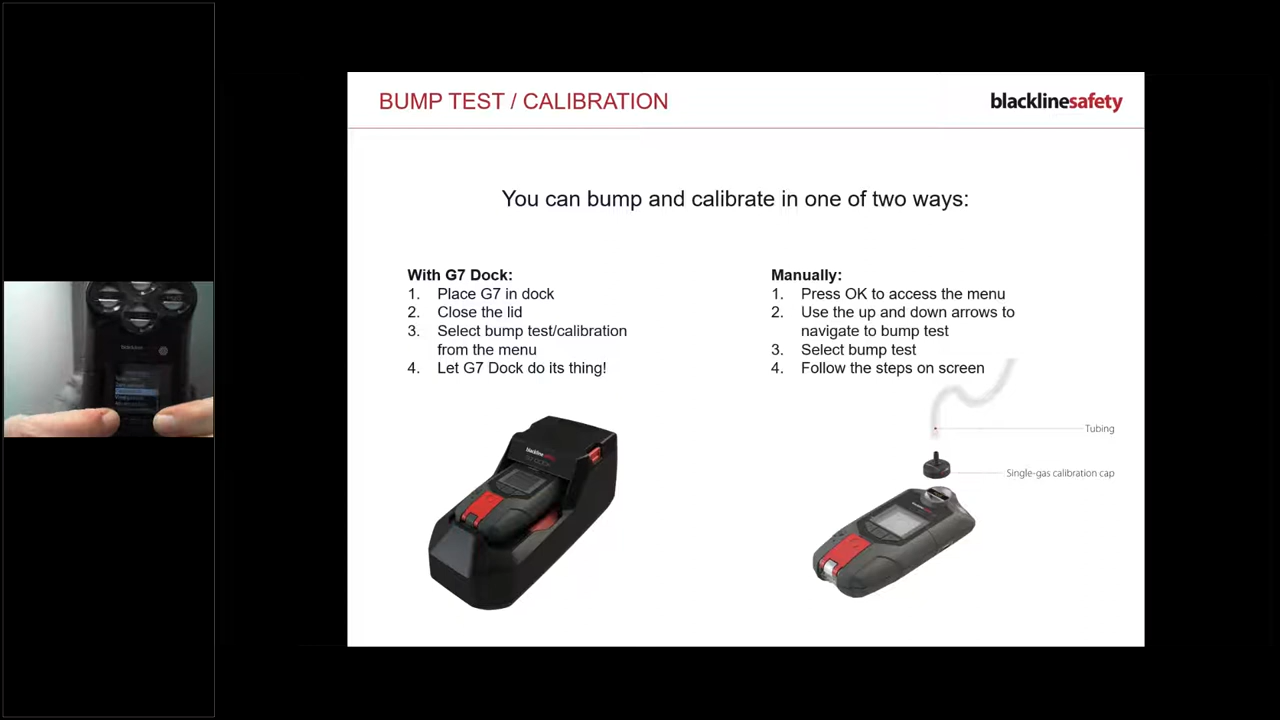 BUMP TEST / CALIBRATION
blacklinesafety
You can bump and calibrate in one of two ways:
With G7 Dock:
1. Place G7 in dock
2. Close the lid
3. Select bump test/calibration
from the menu
4. Let G7 Dock do its thing!
Manually:
1. Press OK to access the menu
2. Use the up and down arrows to
navigate to bump test
3. Select bump test
4. Follow the steps on screen
Tubing
Single-gas calibration cap
blacklinesafety